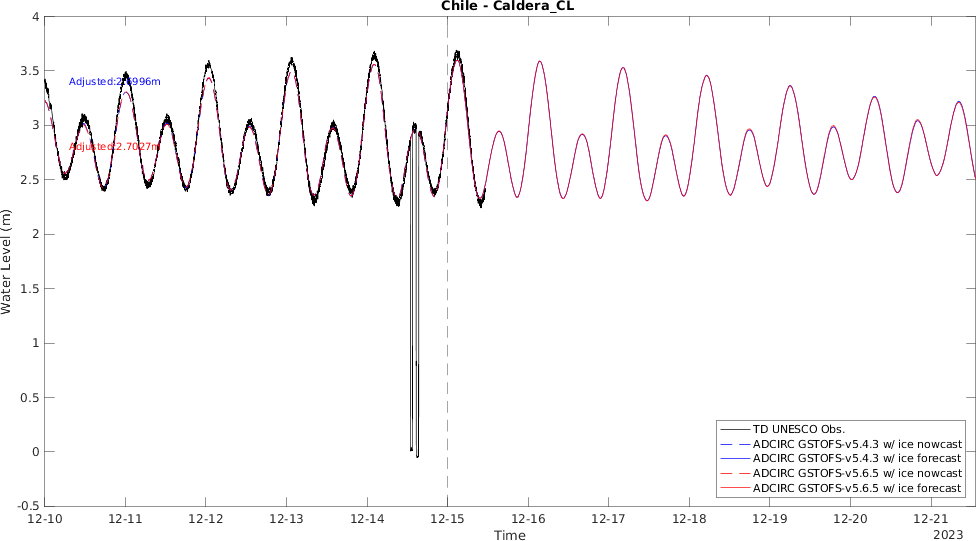 Chile - Caldera_CL
4
3.5
3
2.5
2
1.5
1
0.5
0
-0.5
Water Level (m)
Adjusted:2.6996m
Adjusted:2.7027m
TD UNESCO Obs.
ADCIRC GSTOFS-v5.4.3 w/ ice nowcast
ADCIRC GSTOFS-v5.4.3 w/ ice forecast
ADCIRC GSTOFS-v5.6.5 w/ ice nowcast
ADCIRC GSTOFS-v5.6.5 w/ ice forecast
12-10 12-11 12-12 12-13 12-14 12-15 12-16 12-17 12-18 12-19 12-20 12-21
Time
2023